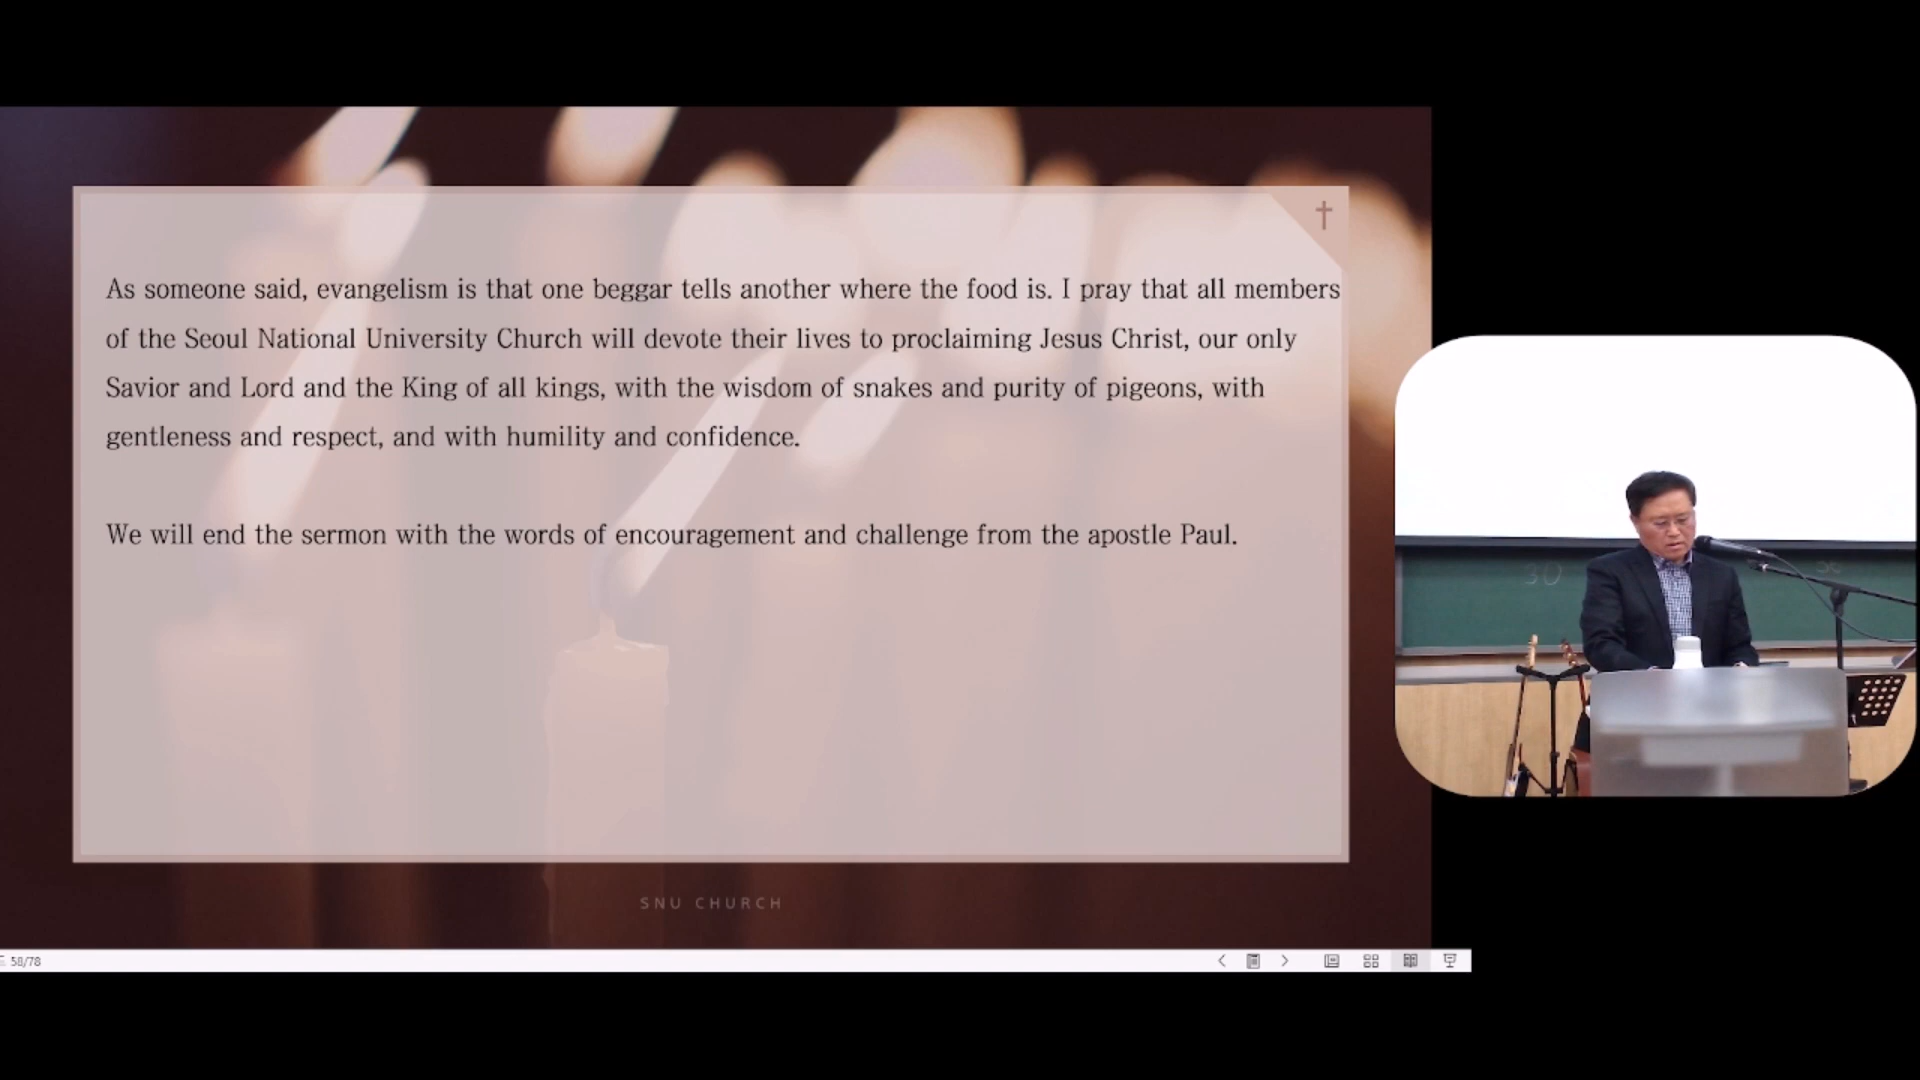 As someone said, evangelism is that one beggar tells another where the food is. I pray that all members
of the Seoul National University Church will devote their lives to proclaiming Jesus Christ, our only
Savior and Lord and the King of all kings, with the wisdom of snakes and purity of pigeons, with
gentleness and respect, and with humility and confidence.
We will end the sermon with the words of encouragement and challenge from the apostle Paul.
30
SNU CHURCH
58/78